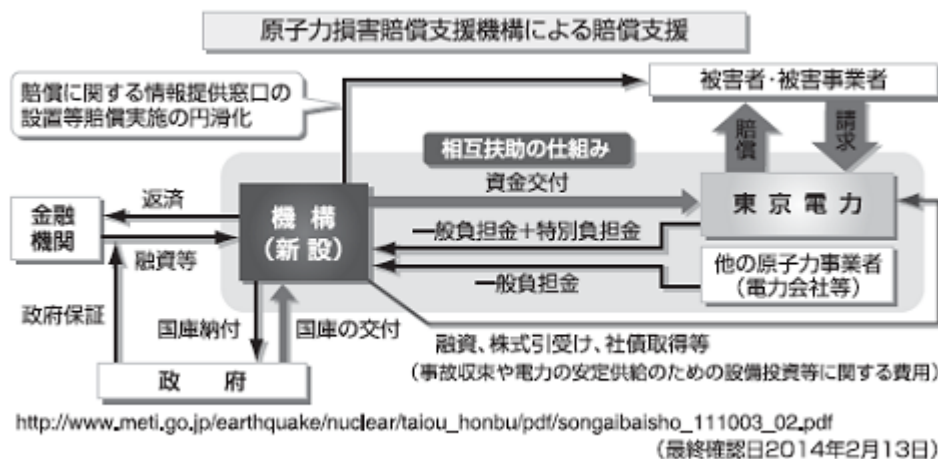 原子力損害賠償支援機構による賠償支援
賠償に関する情報提供窓口の
設置等賠償実施の円滑化
被害者・被害事業者
賠償
請求
相互扶助の仕組み
資金交付
東京電力
機構
(新設)
返済
金融
機関
融資等
一般負担金+特別負担金
一般負担金
他の原子力事業者
(電力会社等)
政府保証
国庫納付
国庫の交付
融資、株式引受け、社債取得等
(事故収束や電力の安定供給のための設備投資等に関する費用)
政府
http://www.meti.go.jp/earthquake/nuclear/taiou_honbu/pdf/songaibaisho_111003_02.pdf
(最終確認日2014年2月13日)